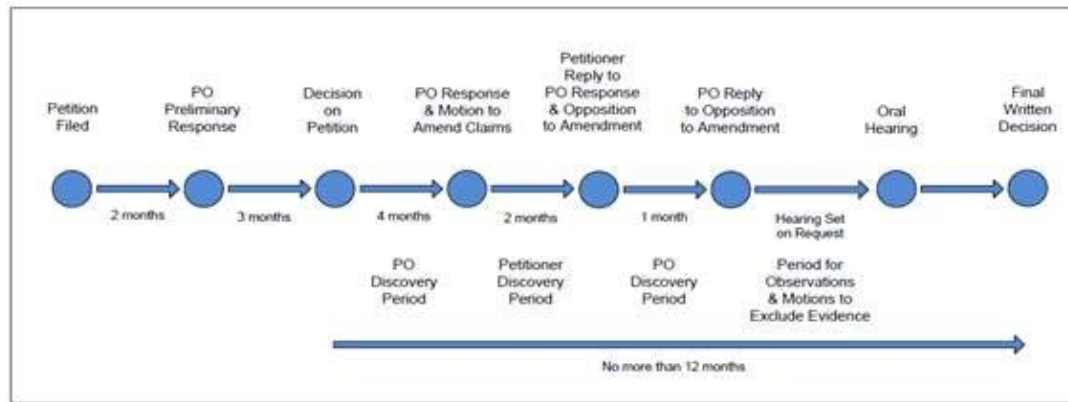 Petition
Filed
PO
Preliminary
Response
Decision
on
Petition
PO Response
& Motion to
Amend Claims
Petitioner
Reply to
PO Response
& Opposition
to Amendment
PO Reply
to Opposition
to Amendment
Oral
Hearing
Final
Written
Decision
2 months
3 months
4 months
2 months
1 month
Hearing Set
on Request
PO
Discovery
Period
Petitioner
Discovery
Period
PO
Discovery
Period
Period for
Observations
& Motions to
Exclude Evidence
No more than 12 months